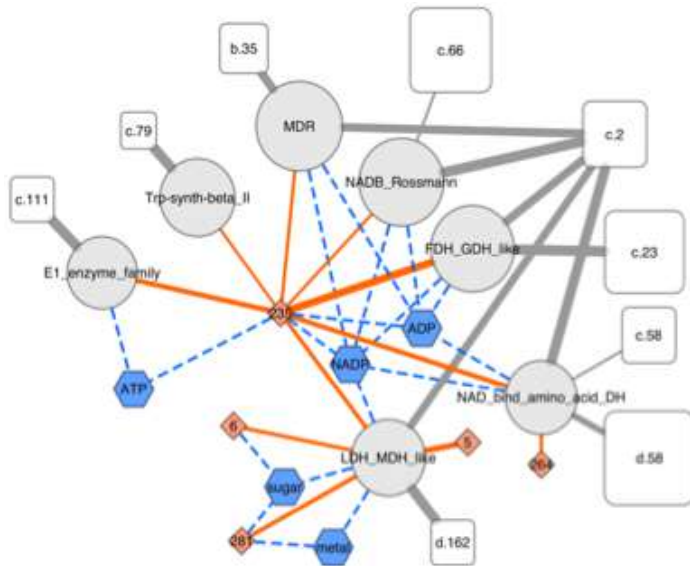 b.35
c.66
MDR
c.2
c.79
NADB_Rossmann
Trp-synth-beta_II
c.111
FDH_GDH_like
c.23
E1_enzyme_family
ADP
c.58
NADP
ATP
NAD_bind_amino_acid_DH
6
5
LDH_MDH_like
d.58
264
sugar
281
metal
d.162